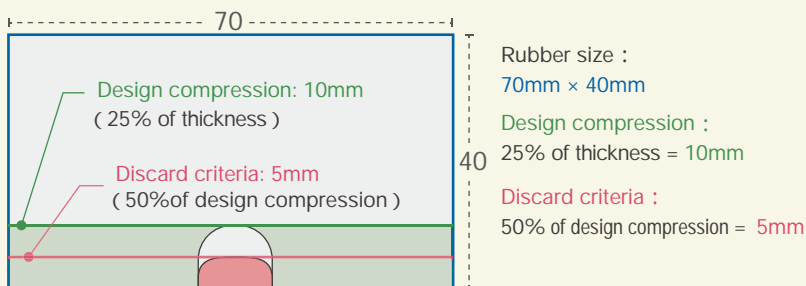 70
Design compression: 10mm
( 25% of thickness )
Discard criteria: 5mm
( 50%of design compression )
40
Rubber size :
70mm × 40mm
Design compression :
25% of thickness = 10mm
Discard criteria :
50% of design compression = 5mm